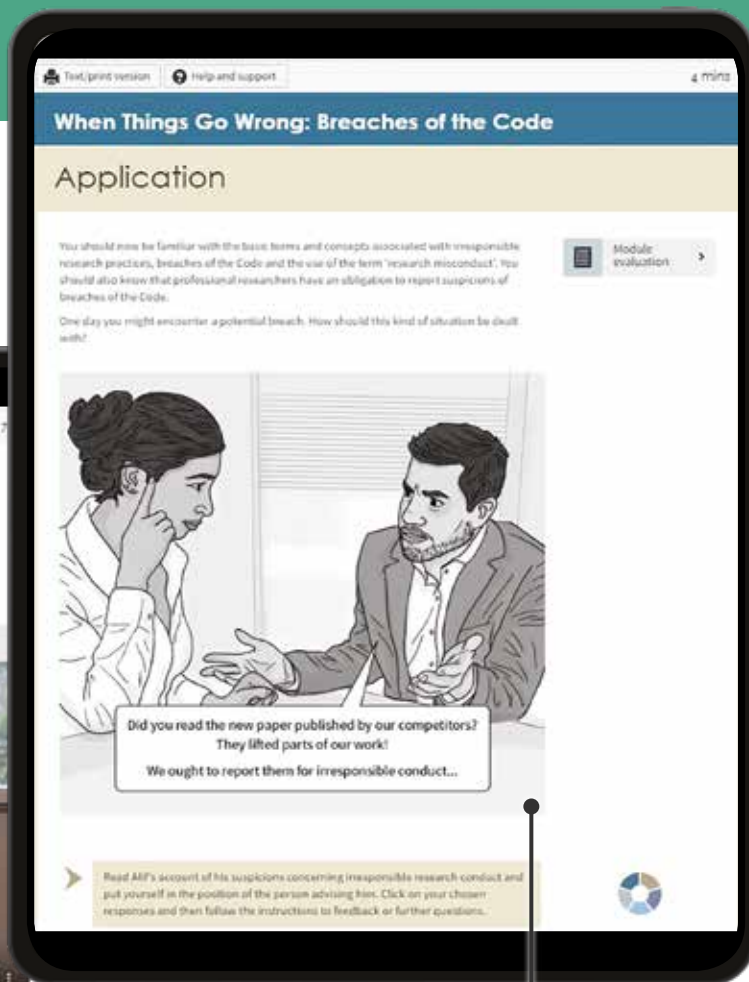 Text/print version
Help and support
4 mins
When Things Go Wrong: Breaches of the Code
Application
You should now be familiar with the basic terms and concepts associated with irresponsible
research practices, breaches of the Code and the use of the term 'research misconduct'. You
should also know that professional researchers have an obligation to report suspicions of
breaches of the Code.
One day you might encounter a potential breach. How should this kind of situation be dealt
with?
Module
evaluation
Did you read the new paper published by our competitors?
They lifted parts of our work!
We ought to report them for irresponsible conduct...
Read Afif's account of his suspicions concerning irresponsible research conduct and
put yourself in the position of the person advising him. Click on your chosen
responses and then follow the instructions to feedback or further questions.